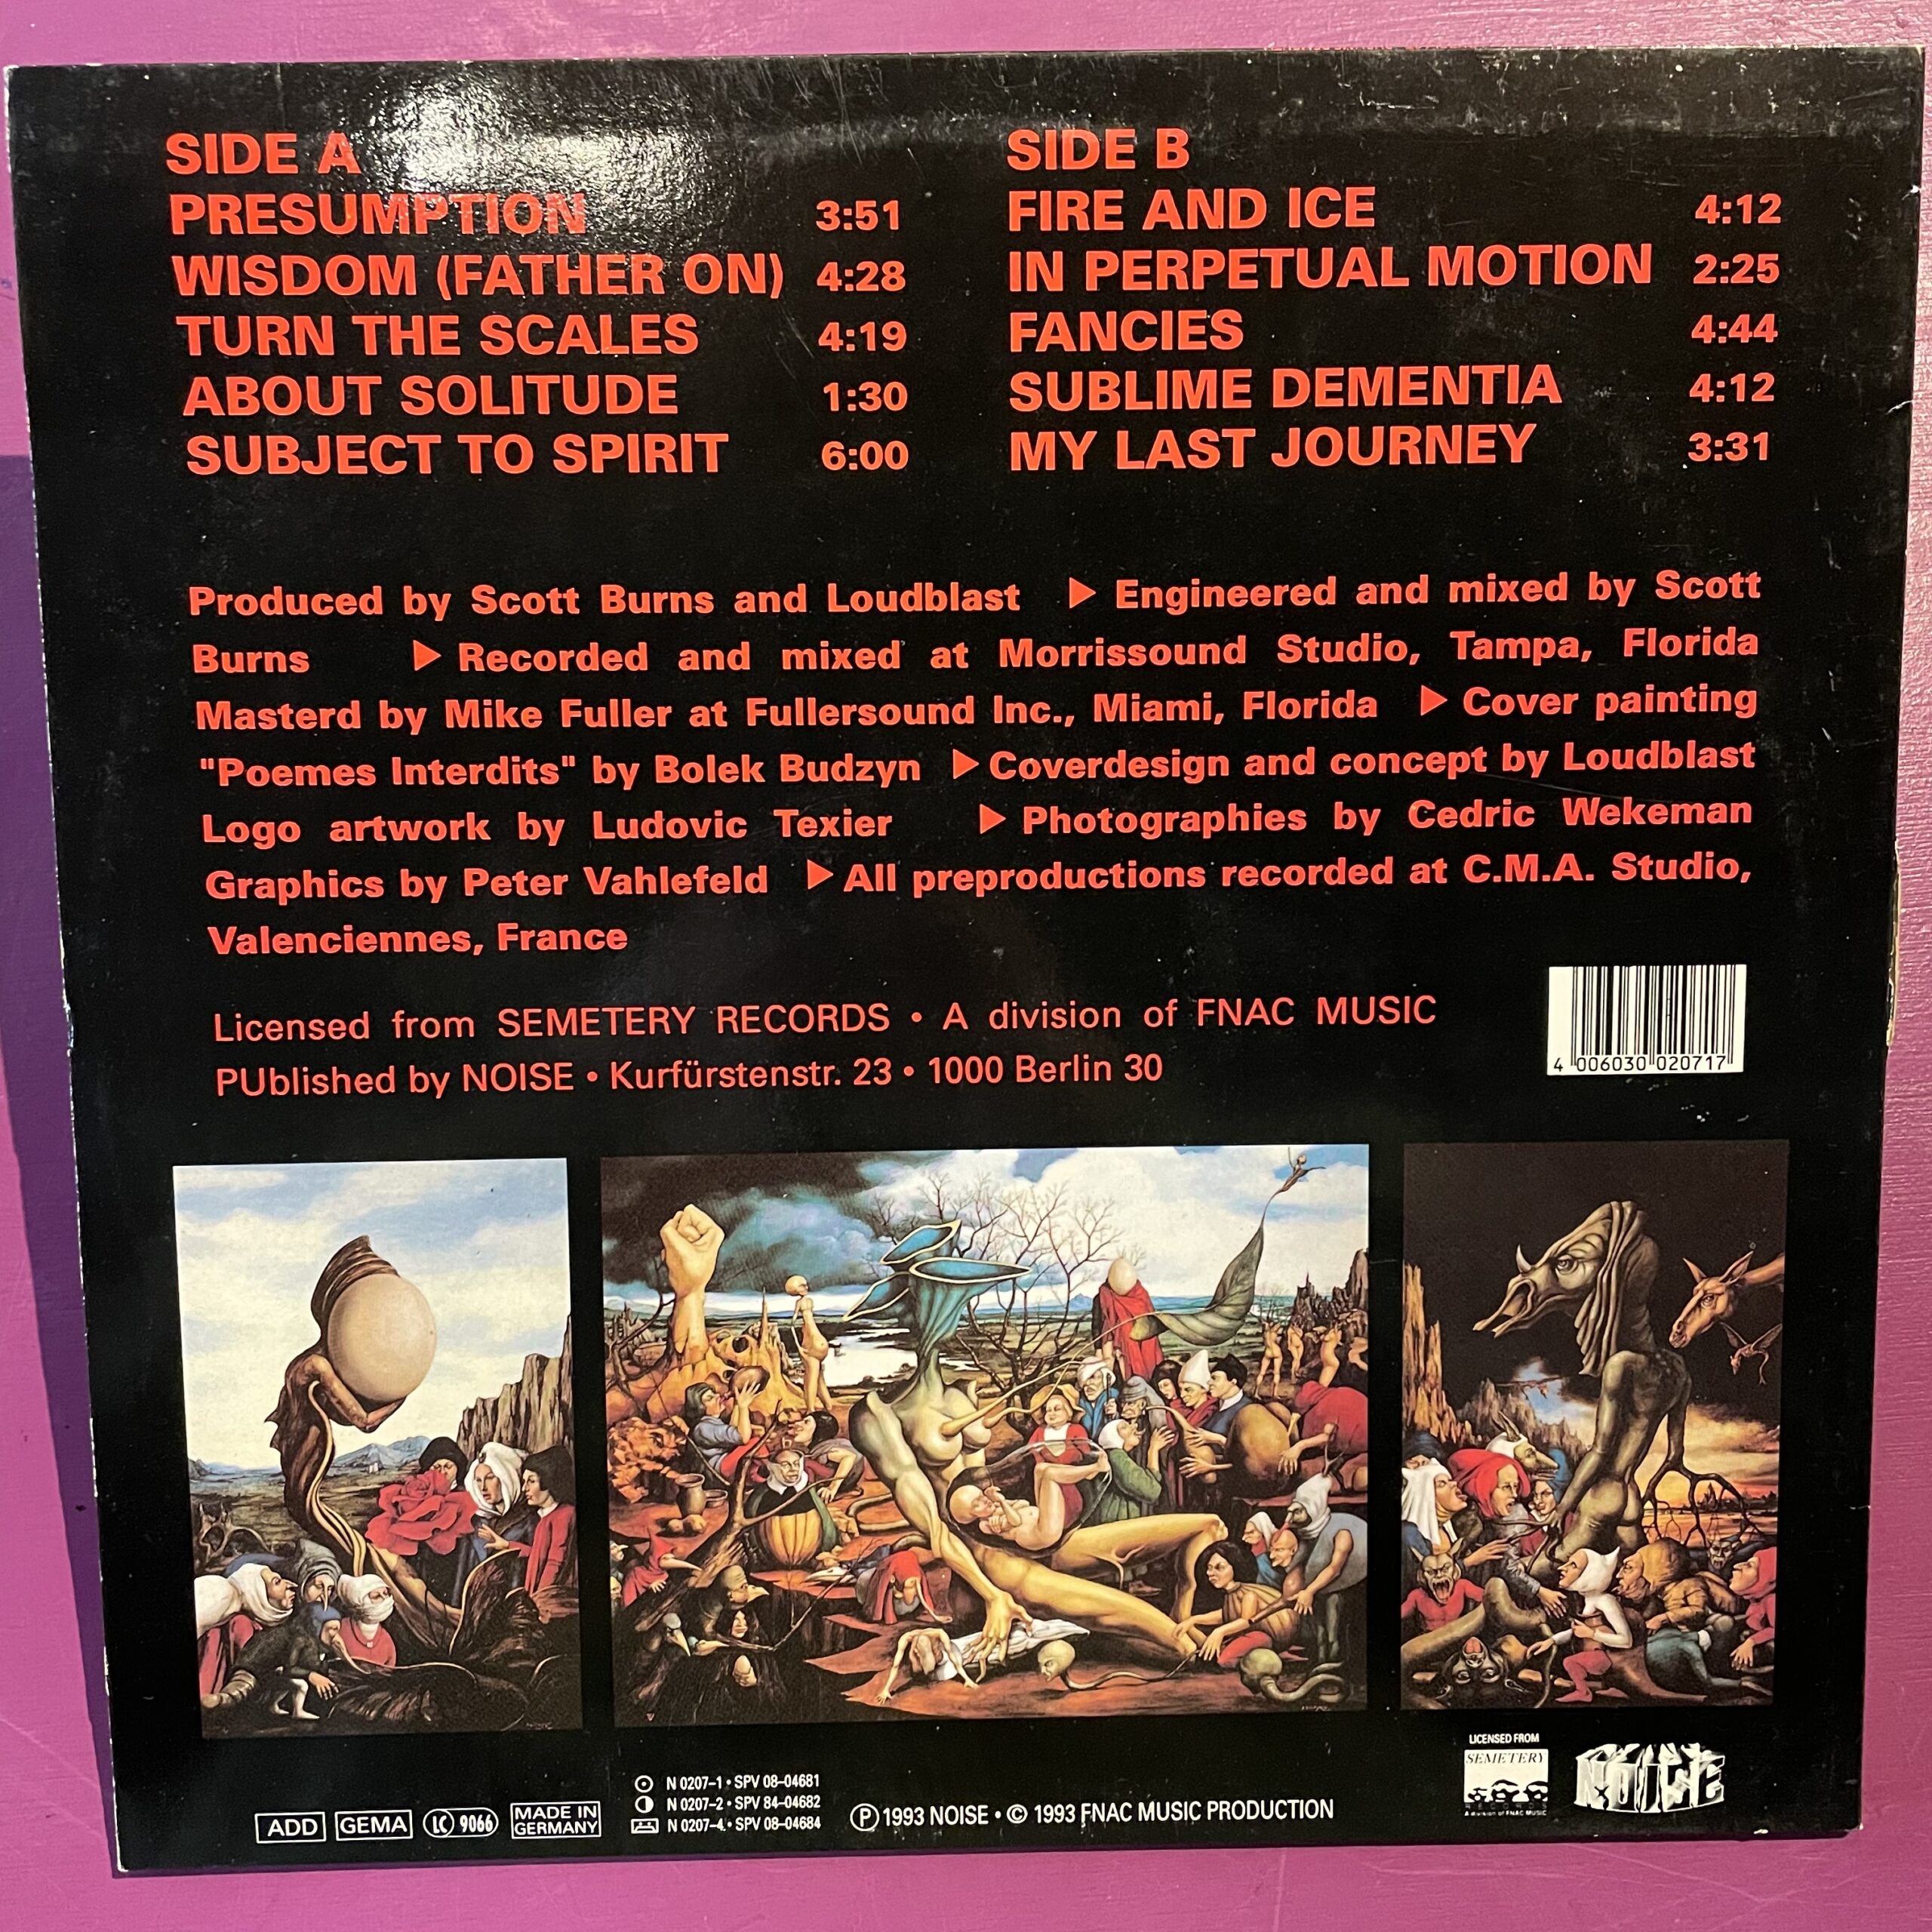 SIDE A
PRESUMPTION 3:51
WISDOM (FATHER ON) 4:28
TURN THE SCALES 4:19
ABOUT SOLITUDE 1:30
SUBJECT TO SPIRIT 6:00
SIDE B
FIRE AND ICE 4:12
IN PERPETUAL MOTION 2:25
FANCIES 4:44
SUBLIME DEMENTIA 4:12
MY LAST JOURNEY 3:31
Produced by Scott Burns and Loudblast ▶ Engineered and mixed by Scott
Burns ▶ Recorded and mixed at Morrissound Studio, Tampa, Florida
Masterd by Mike Fuller at Fullersound Inc., Miami, Florida ▶ Cover painting
"Poemes Interdits" by Bolek Budzyn ▶ Coverdesign and concept by Loudblast
Logo artwork by Ludovic Texier ▶ Photographies by Cedric Wekeman
Graphics by Peter Vahlefeld ▶ All preproductions recorded at C.M.A. Studio,
Valenciennes, France
Licensed from SEMETERY RECORDS • A division of FNAC MUSIC
PUblished by NOISE • Kurfürstenstr. 23 • 1000 Berlin 30
4 006030 020717
ADD
GEMA
LC 9066
MADE IN
GERMANY
N 0207-1 • SPV 08-04681
N 0207-2 • SPV 84-04682
N 0207-4 • SPV 08-04684
Ⓟ 1993 NOISE • © 1993 FNAC MUSIC PRODUCTION
LICENSED FROM
SEMETERY
RECORDS
A division of FNAC MUSIC
NOISE